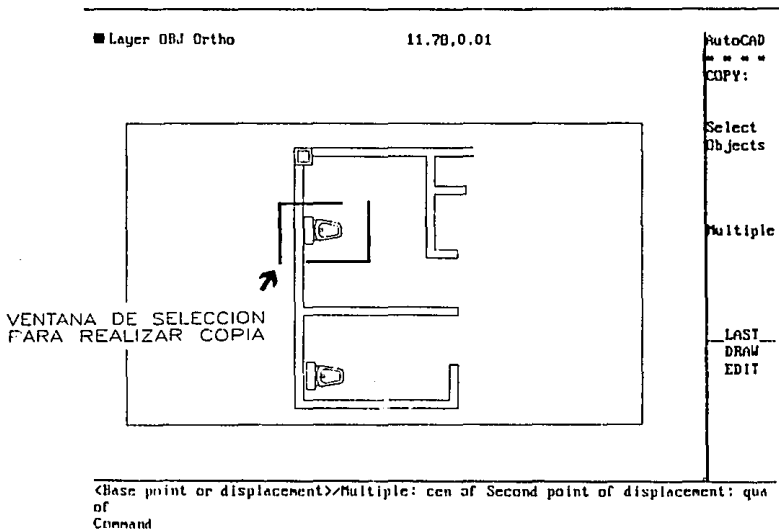 Layer OBJ Ortho
11.78,0.01
AutoCAD
* * * *
COPY:
Select
Objects
Multiple
VENTANA DE SELECCION
PARA REALIZAR COPIA
__LAST__
DRAW
EDIT
<Base point or displacement>/Multiple: cen of Second point of displacement: qua
of
Command